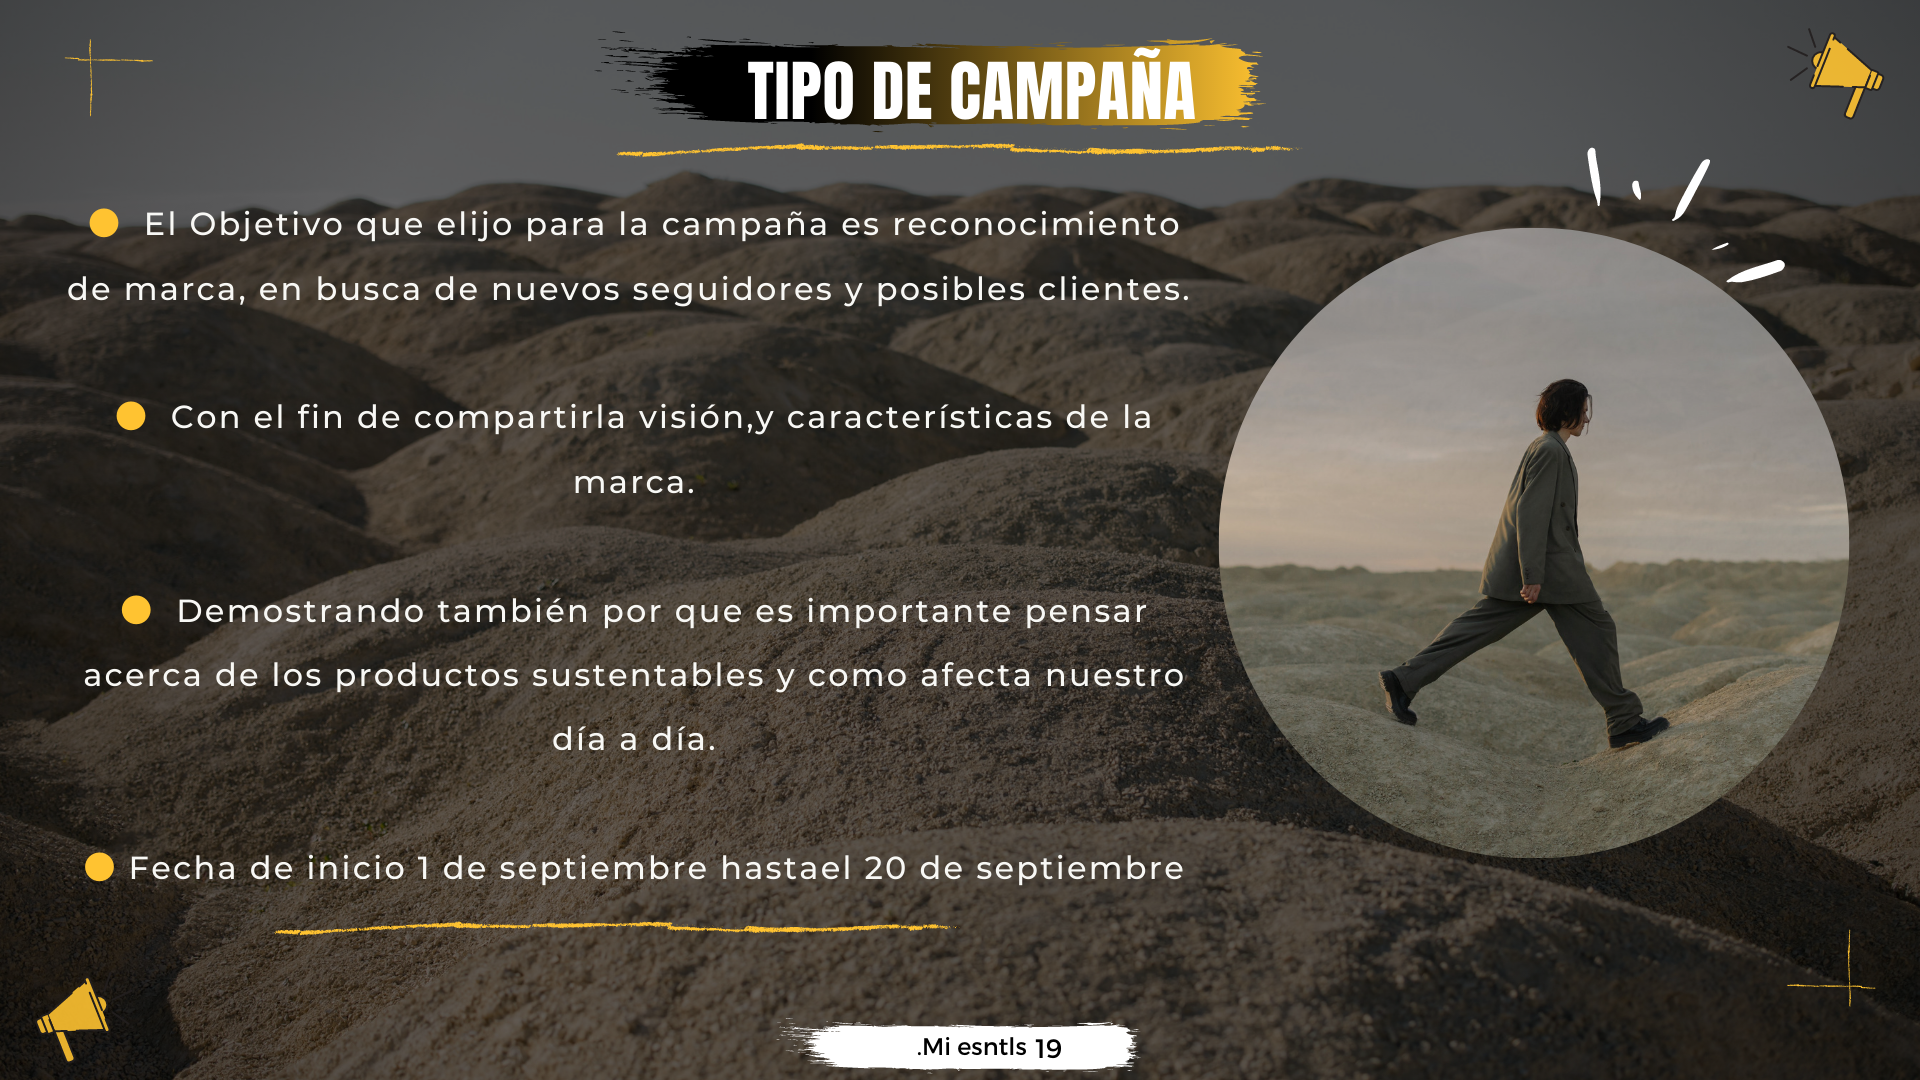 TIPO DE CAMPAÑA
El Objetivo que elijo para la campaña es reconocimiento
de marca, en busca de nuevos seguidores y posibles clientes.
Con el fin de compartirla visión,y características de la
marca.
Demostrando también por que es importante pensar
acerca de los productos sustentables y como afecta nuestro
día a día.
Fecha de inicio 1 de septiembre hastael 20 de septiembre
.Mi esntls 19